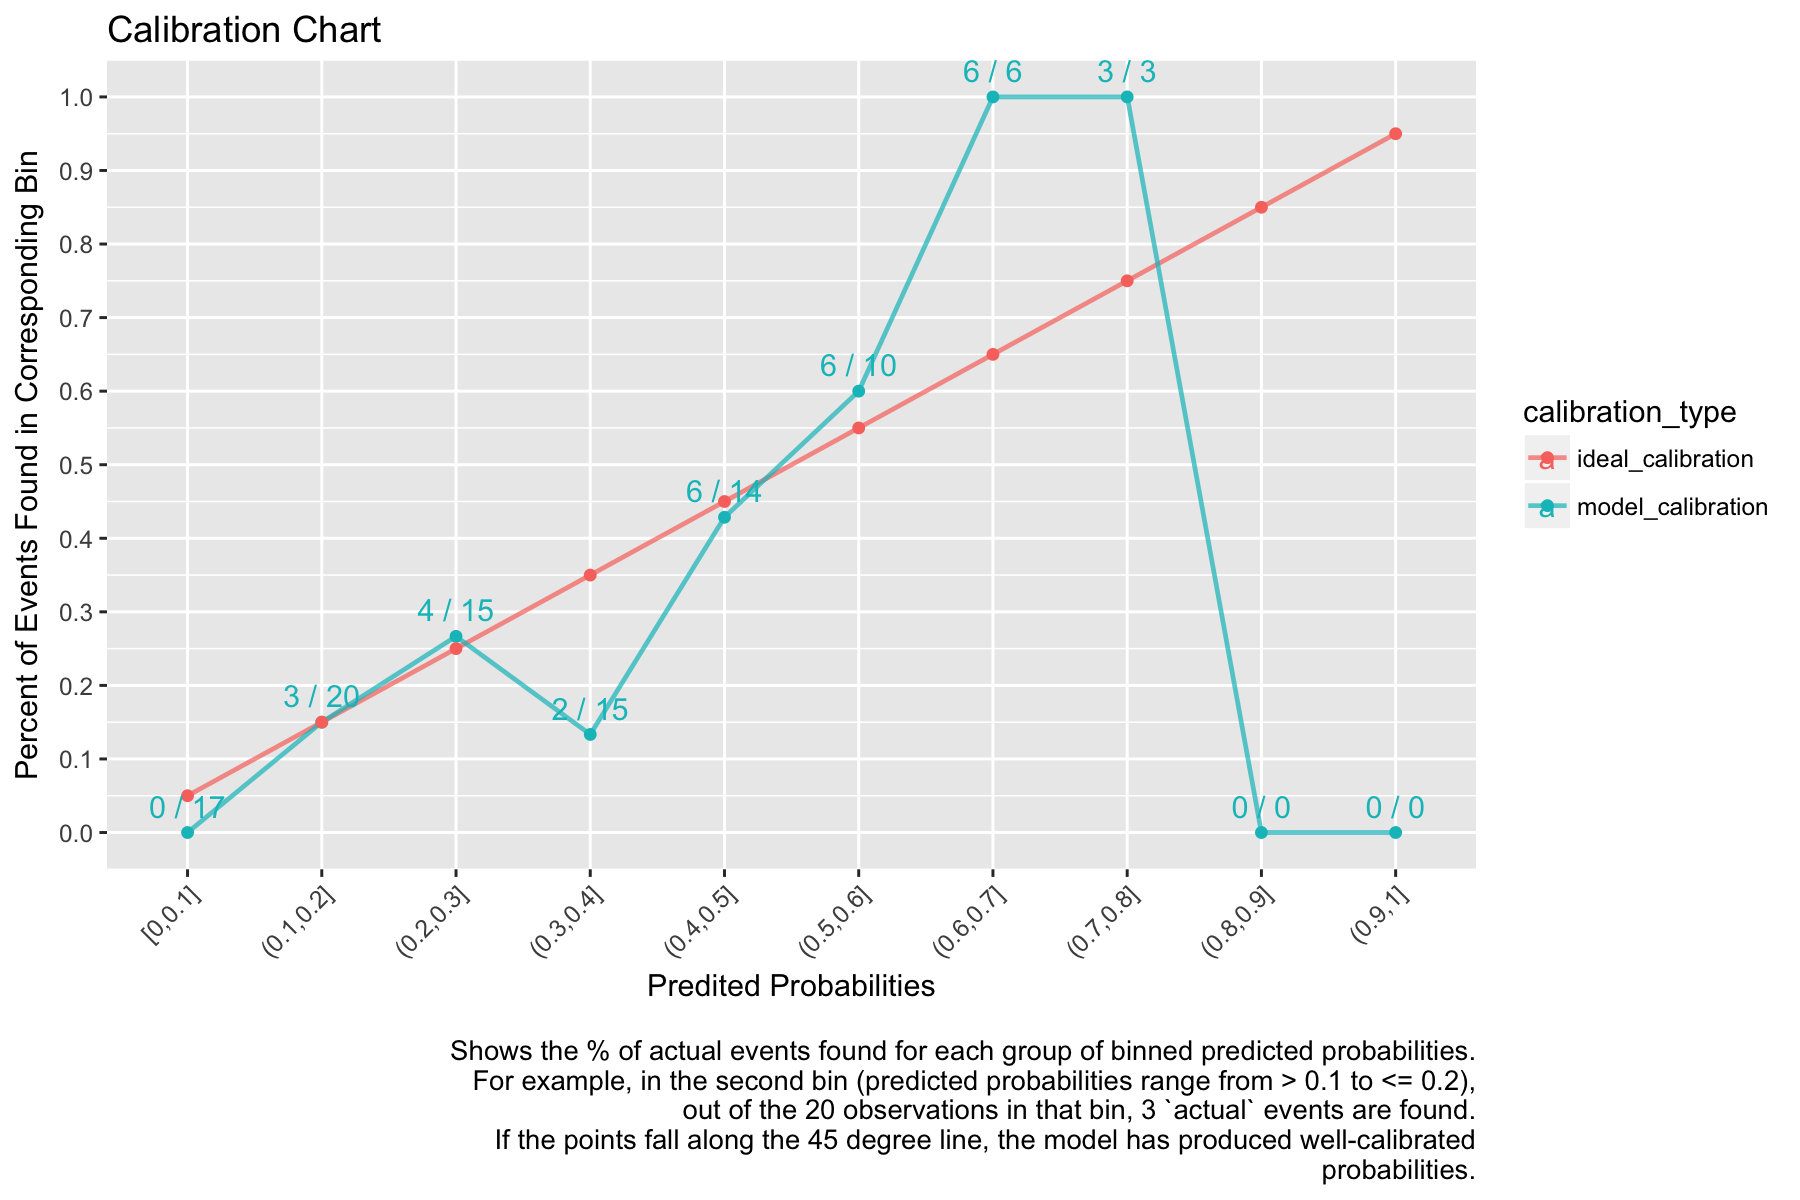 Calibration Chart
Percent of Events Found in Corresponding Bin
1.0
0.9
0.8
0.7
0.6
0.5
0.4
0.3
0.2
0.1
0.0
0 / 17
3 / 20
4 / 15
2 / 15
6 / 14
6 / 10
6 / 6
3 / 3
0 / 0
0 / 0
[0,0.1]
(0.1,0.2]
(0.2,0.3]
(0.3,0.4]
(0.4,0.5]
(0.5,0.6]
(0.6,0.7]
(0.7,0.8]
(0.8,0.9]
(0.9,1]
Predited Probabilities
calibration_type
a ideal_calibration
a model_calibration
Shows the % of actual events found for each group of binned predicted probabilities.
For example, in the second bin (predicted probabilities range from > 0.1 to <= 0.2),
out of the 20 observations in that bin, 3 `actual` events are found.
If the points fall along the 45 degree line, the model has produced well-calibrated
probabilities.